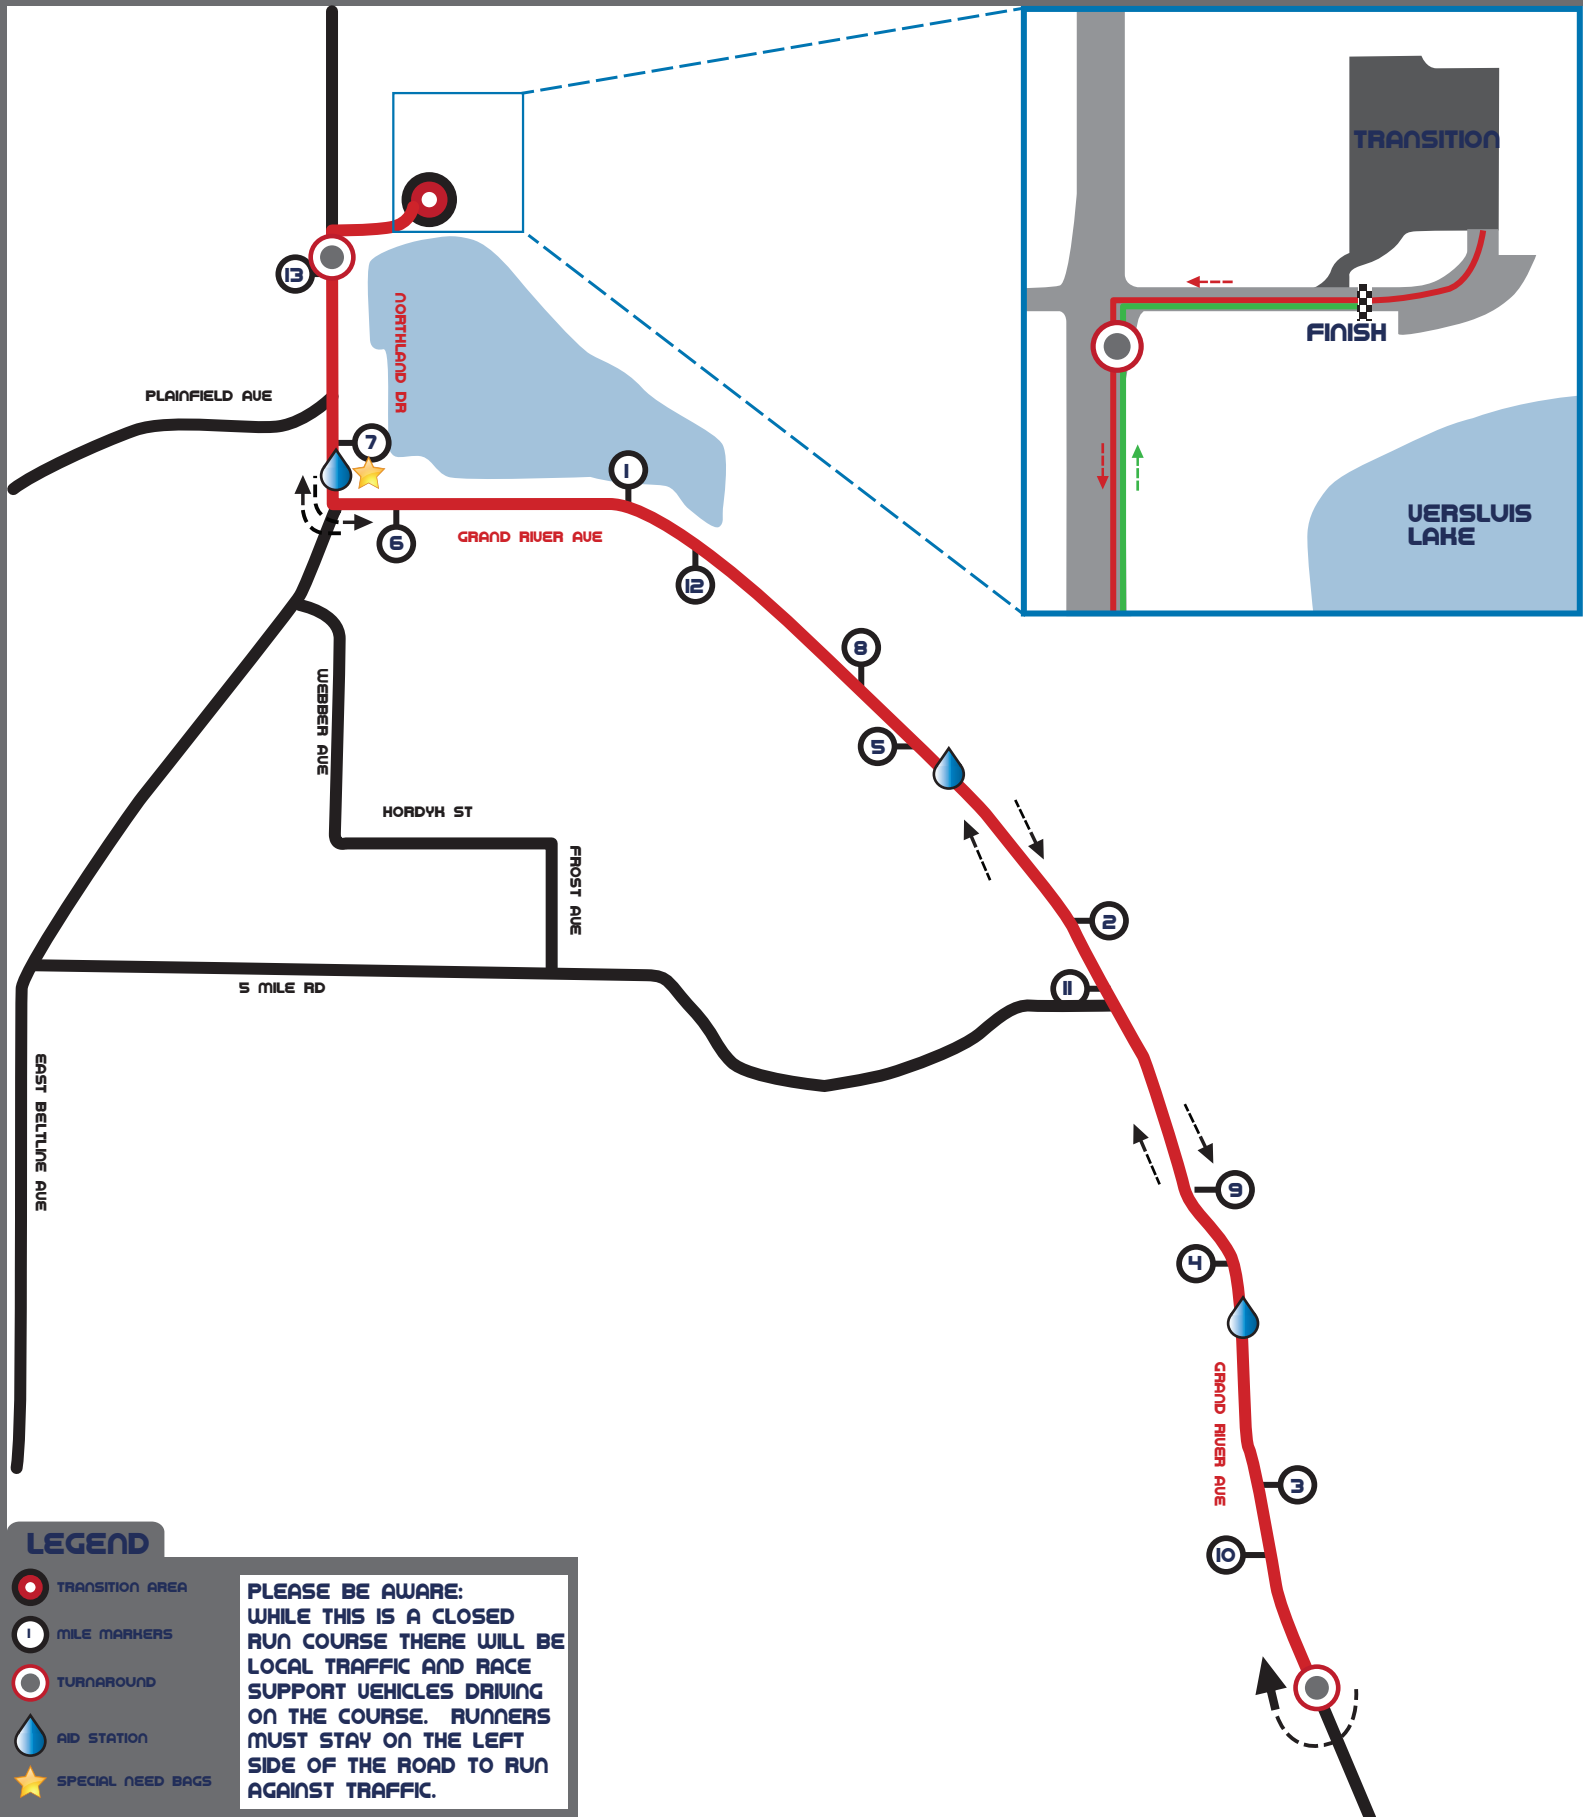 TRANSITION
FINISH
VERSLUIS
LAKE
13
NORTHLAND DR
PLAINFIELD AVE
7
1
6
GRAND RIVER AVE
12
8
WEBBER AVE
5
HORDYK ST
FROST AVE
2
11
5 MILE RD
EAST BELTLINE AVE
9
4
GRAND RIVER AVE
3
10
LEGEND
TRANSITION AREA
1
MILE MARKERS
TURNAROUND
AID STATION
SPECIAL NEED BAGS
PLEASE BE AWARE:
WHILE THIS IS A CLOSED
RUN COURSE THERE WILL BE
LOCAL TRAFFIC AND RACE
SUPPORT VEHICLES DRIVING
ON THE COURSE. RUNNERS
MUST STAY ON THE LEFT
SIDE OF THE ROAD TO RUN
AGAINST TRAFFIC.